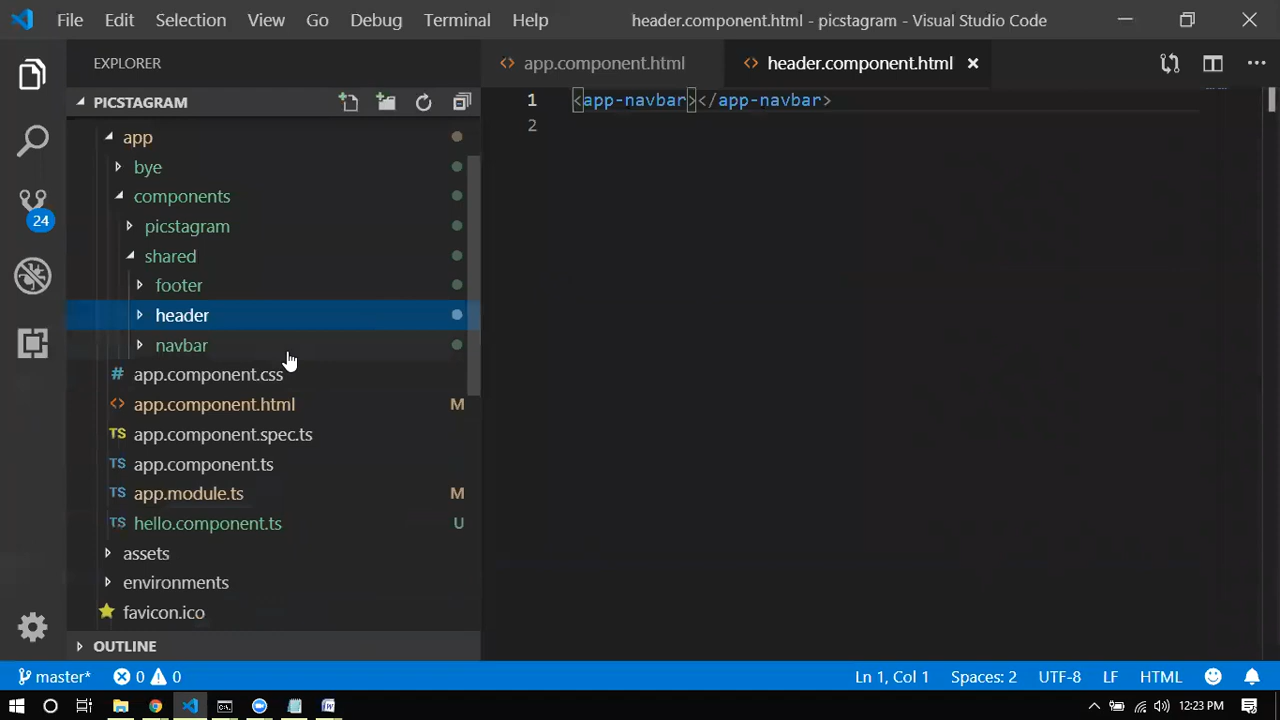 File Edit Selection View Go Debug Terminal Help header.component.html - picstagram - Visual Studio Code
EXPLORER
app.component.html
header.component.html
PICSTAGRAM
1 <app-navbar></app-navbar>
2
app
bye
components
picstagram
shared
footer
header
navbar
# app.component.css
<> app.component.html M
TS app.component.spec.ts
TS app.component.ts
TS app.module.ts M
TS hello.component.ts U
assets
environments
favicon.ico
OUTLINE
24
master* 0 0 Ln 1, Col 1 Spaces: 2 UTF-8 LF HTML
12:23 PM